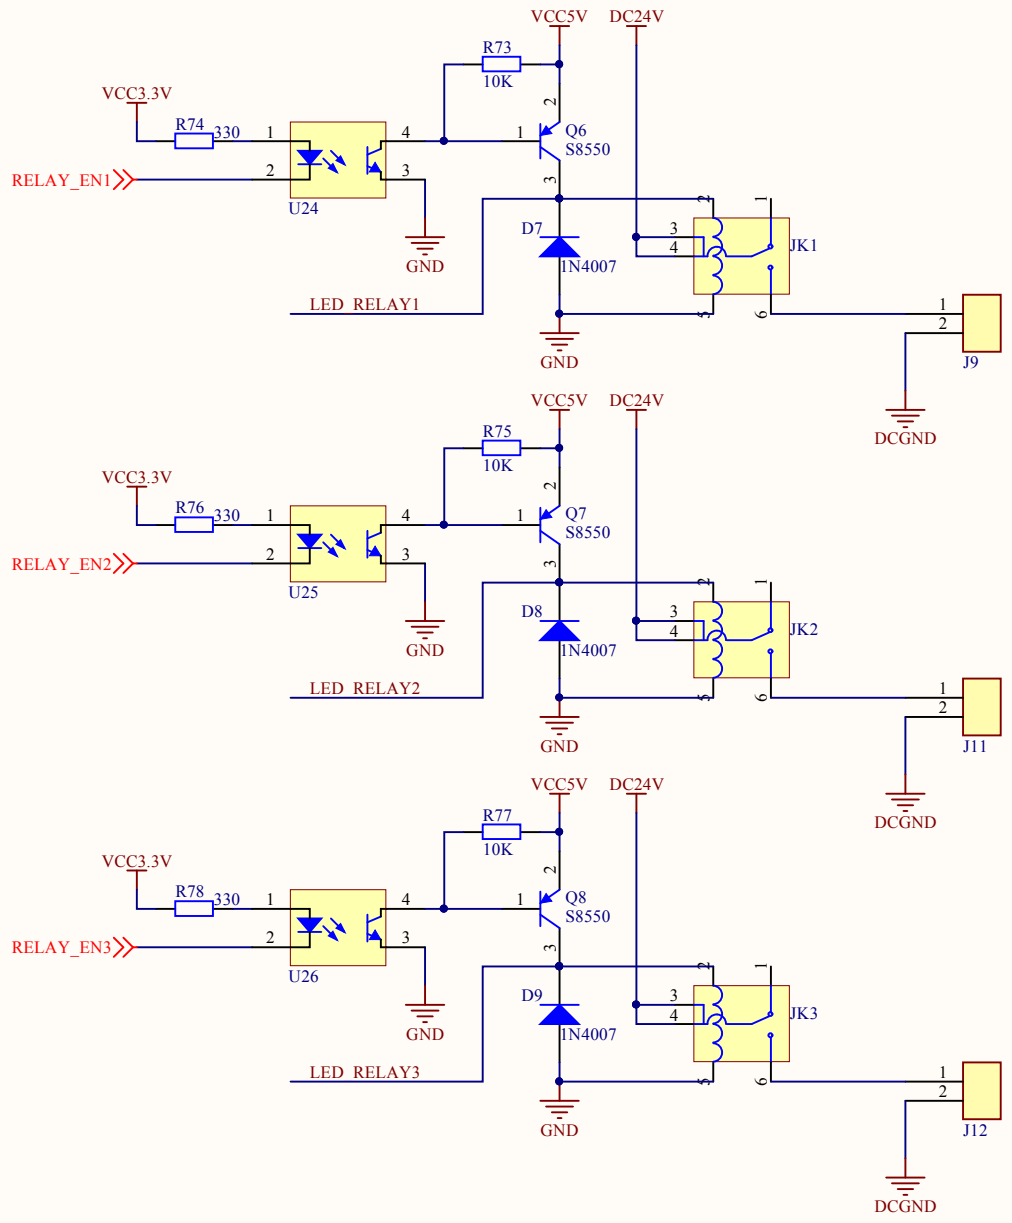 VCC5V DC24V
R73
10K
VCC3.3V
R74 330 1 4 1 2 Q6
S8550
RELAY_EN1 2 3 3
U24
GND
D7
1N4007
2 1
3
4 JK1
5 6
LED_RELAY1
GND
1
2
J9
DCGND
VCC5V DC24V
R75
10K
VCC3.3V
R76 330 1 4 1 2 Q7
S8550
RELAY_EN2 2 3 3
U25
GND
D8
1N4007
2 1
3
4 JK2
5 6
LED_RELAY2
GND
1
2
J11
DCGND
VCC5V DC24V
R77
10K
VCC3.3V
R78 330 1 4 1 2 Q8
S8550
RELAY_EN3 2 3 3
U26
GND
D9
1N4007
2 1
3
4 JK3
5 6
LED_RELAY3
GND
1
2
J12
DCGND